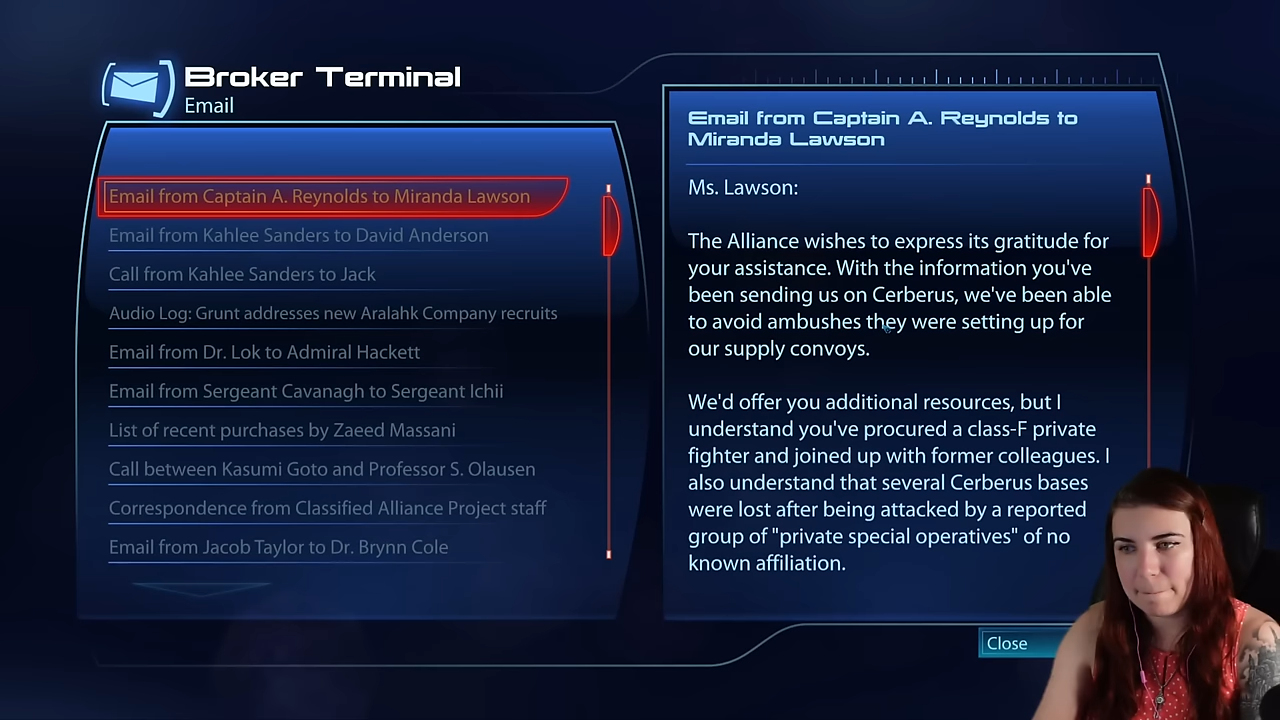 Broker Terminal
Email
Email from Captain A. Reynolds to Miranda Lawson
Email from Kahlee Sanders to David Anderson
Call from Kahlee Sanders to Jack
Audio Log: Grunt addresses new Aralahk Company recruits
Email from Dr. Lok to Admiral Hackett
Email from Sergeant Cavanagh to Sergeant Ichii
List of recent purchases by Zaeed Massani
Call between Kasumi Goto and Professor S. Olausen
Correspondence from Classified Alliance Project staff
Email from Jacob Taylor to Dr. Brynn Cole
Email from Captain A. Reynolds to
Miranda Lawson
Ms. Lawson:
The Alliance wishes to express its gratitude for
your assistance. With the information you've
been sending us on Cerberus, we've been able
to avoid ambushes they were setting up for
our supply convoys.
We'd offer you additional resources, but I
understand you've procured a class-F private
fighter and joined up with former colleagues. I
also understand that several Cerberus bases
were lost after being attacked by a reported
group of "private special operatives" of no
known affiliation.
Close